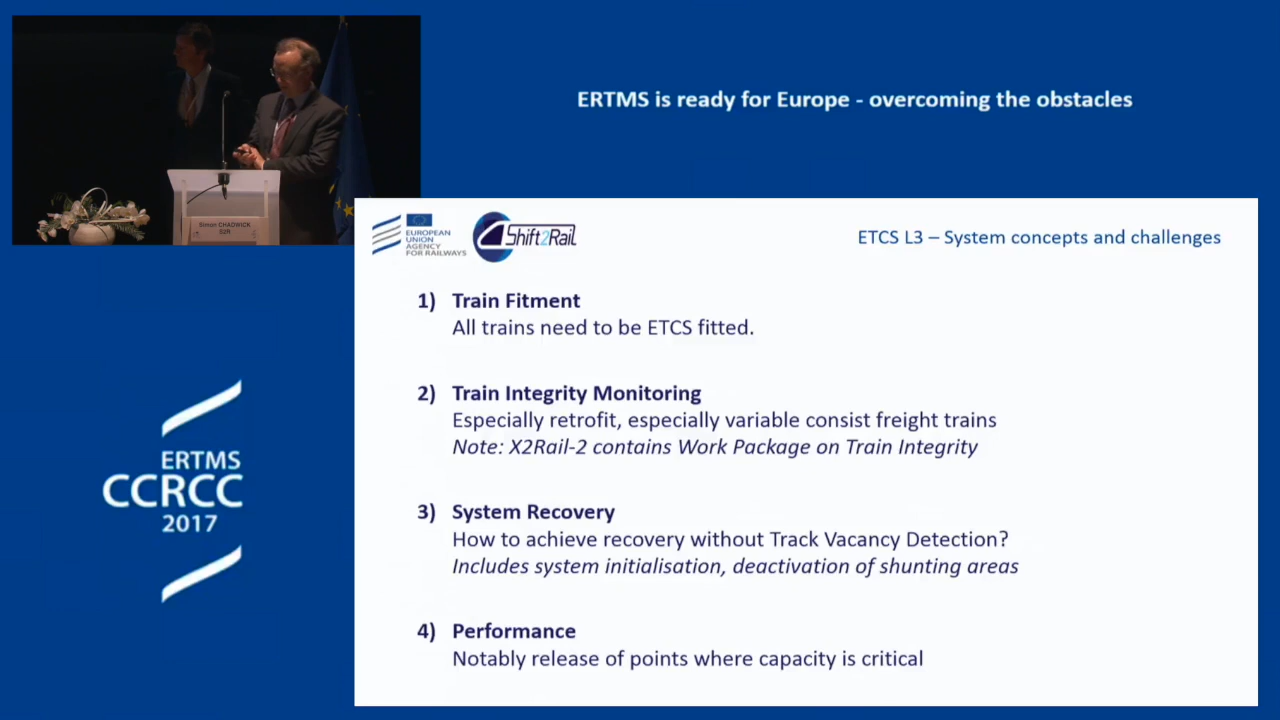 ERTMS is ready for Europe - overcoming the obstacles
Simon CHADWICK
S2R
EUROPEAN
UNION
AGENCY
FOR RAILWAYS
Shift2Rail
ETCS L3 – System concepts and challenges
1) Train Fitment
All trains need to be ETCS fitted.
2) Train Integrity Monitoring
Especially retrofit, especially variable consist freight trains
Note: X2Rail-2 contains Work Package on Train Integrity
3) System Recovery
How to achieve recovery without Track Vacancy Detection?
Includes system initialisation, deactivation of shunting areas
4) Performance
Notably release of points where capacity is critical
ERTMS
CCRCC
2017